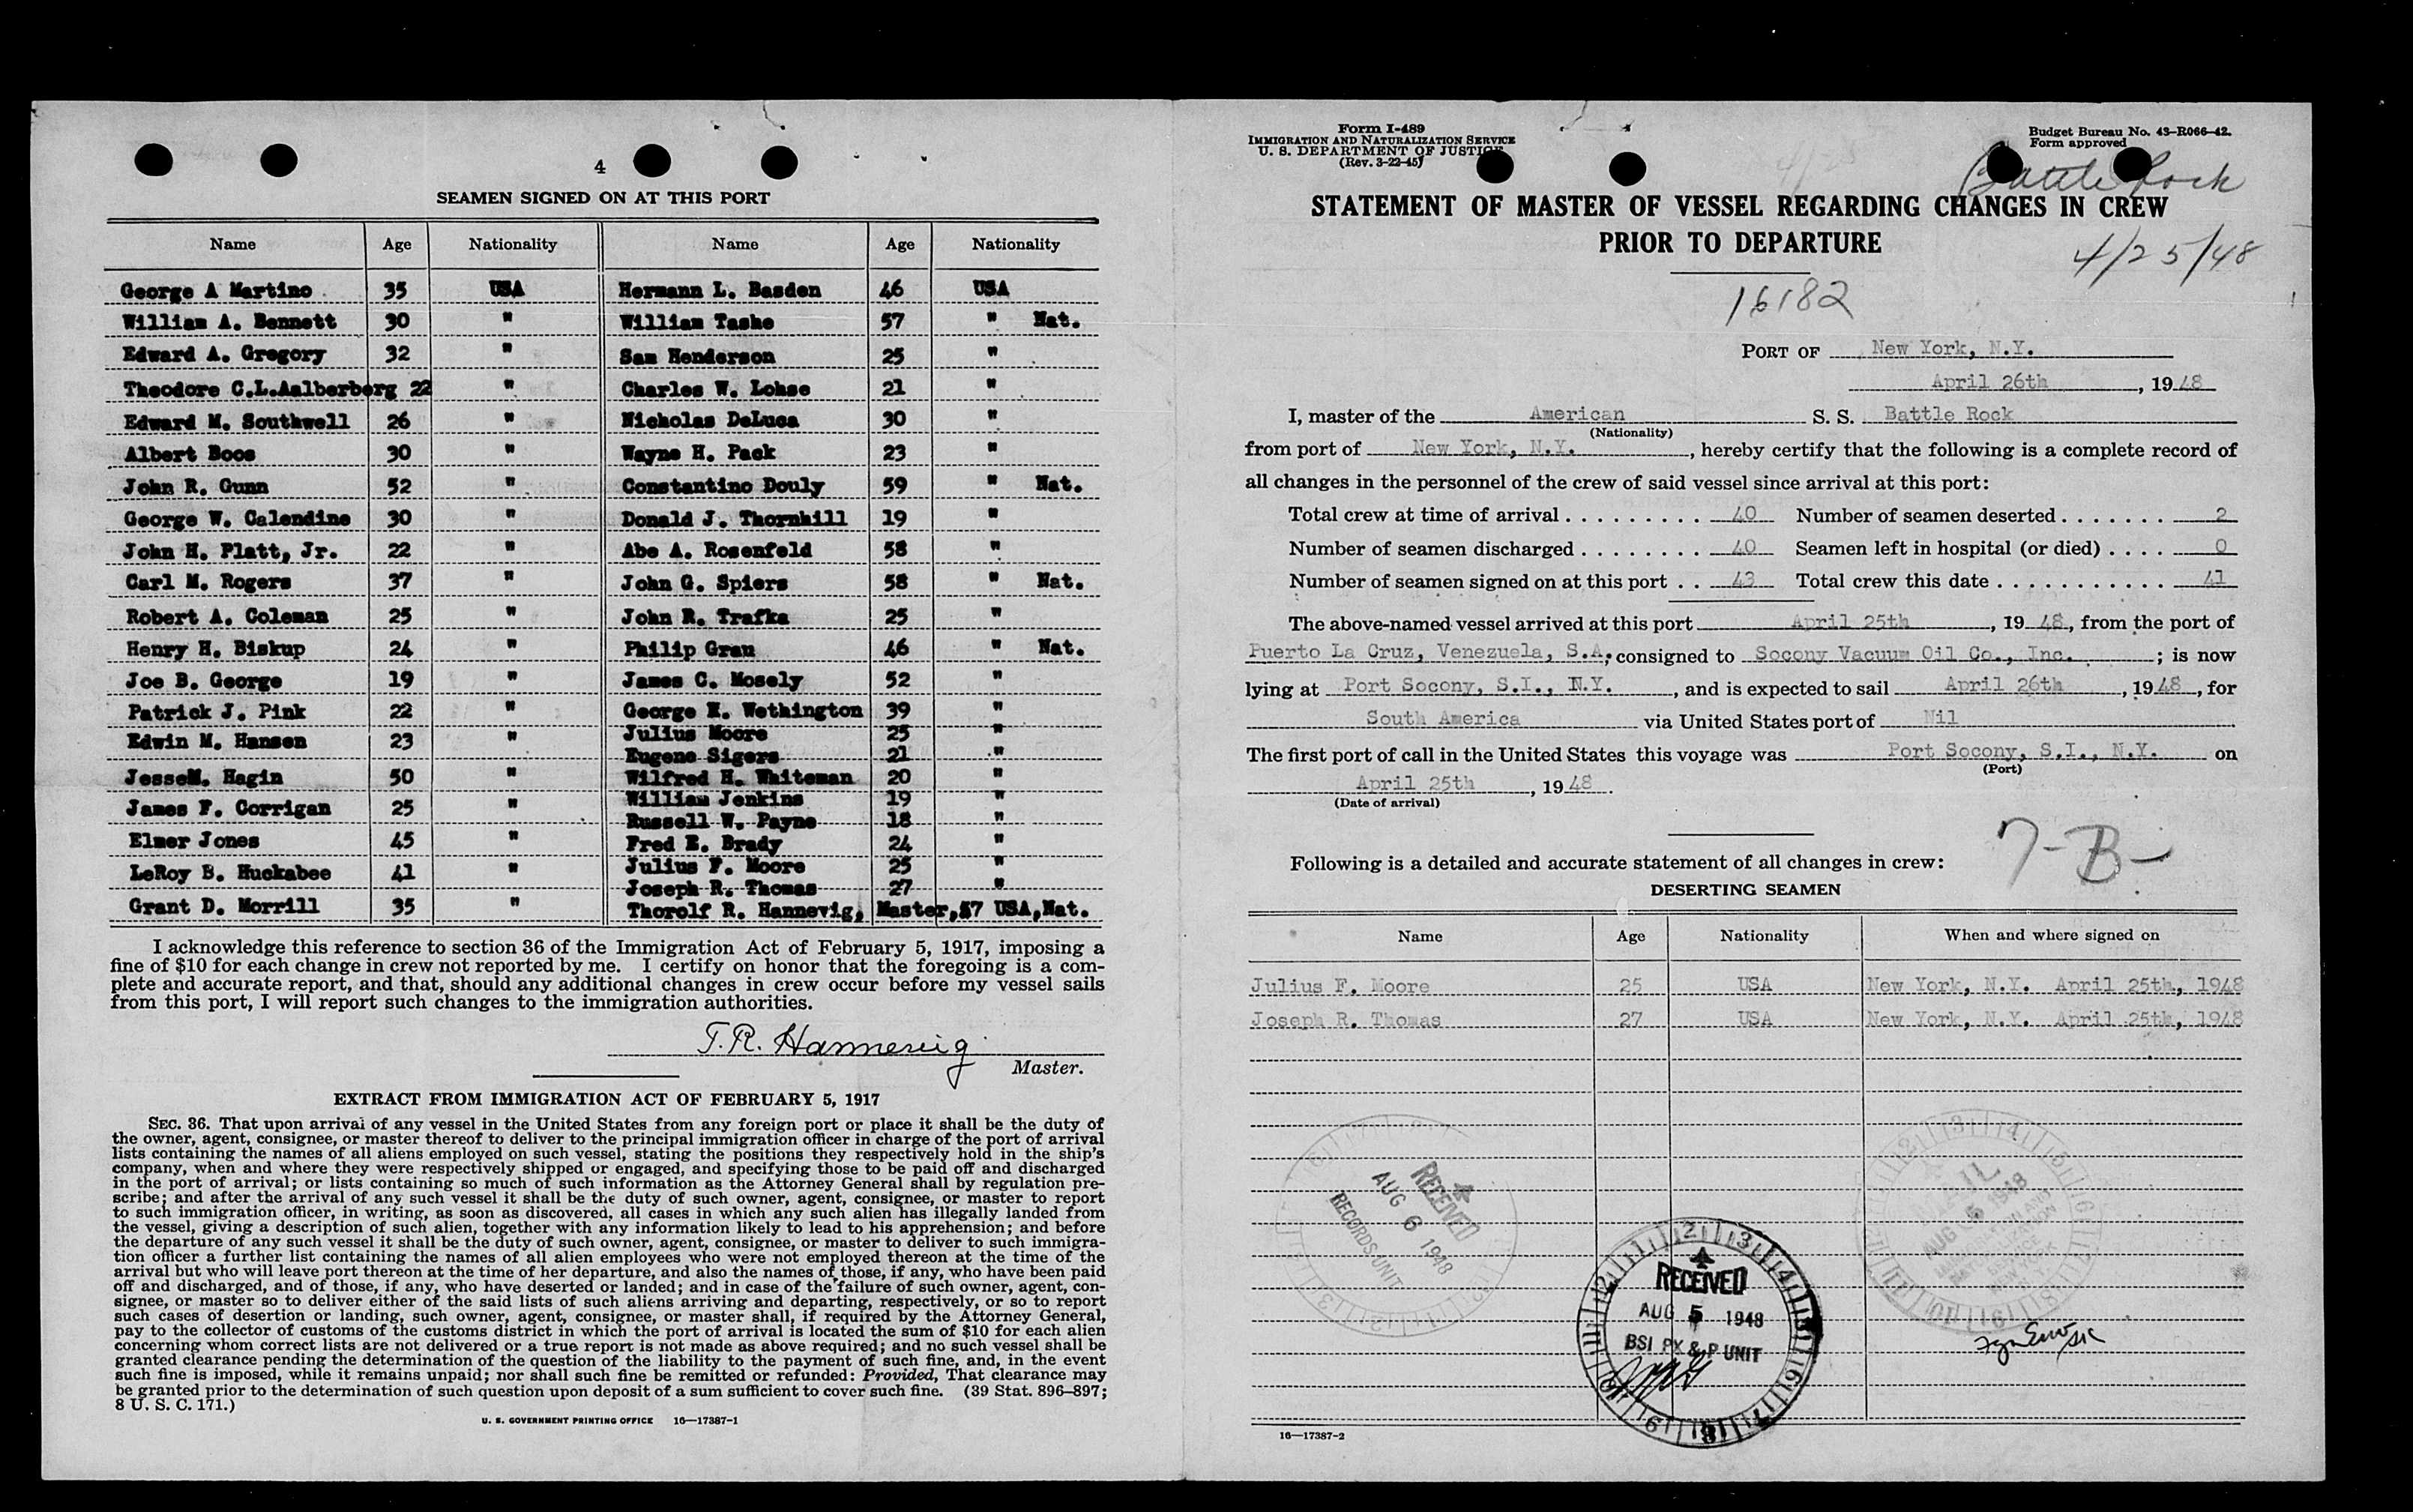 4
SEAMEN SIGNED ON AT THIS PORT
Name Age Nationality Name Age Nationality
George A Martino 35 USA Hermann L. Basden 46 USA
William A. Bennett 30 " William Tashe 57 " Nat.
Edward A. Gregory 32 " Sam Henderson 25 "
Theodore C.L.Aalberberg 22 " Charles W. Lohse 21 "
Edward M. Southwell 26 " Nicholas DeLuca 30 "
Albert Boos 30 " Wayne H. Pack 23 "
John R. Gunn 52 " Constantino Douly 59 " Nat.
George W. Calendine 30 " Donald J. Thornhill 19 "
John H. Platt, Jr. 22 " Abe A. Rosenfeld 58 "
Carl M. Rogers 37 " John G. Spiers 58 " Nat.
Robert A. Coleman 25 " John R. Trafka 25 "
Henry H. Biskup 24 " Philip Grau 46 " Nat.
Joe B. George 19 " James C. Mosely 52 "
Patrick J. Pink 22 " George H. Wethington 39 "
Julius Moore 25 "
Edwin M. Hansen 23 " Eugene Sigers 21 "
JesseM. Hagin 50 " Wilfred H. Whiteman 20 "
William Jenkins 19 "
James F. Corrigan 25 " Russell W. Payne 18 "
Elmer Jones 45 " Fred E. Brady 24 "
LeRoy B. Huckabee 41 " Julius F. Moore 25 "
Joseph R. Thomas 27 "
Grant D. Morrill 35 " Thorolf R. Hannevig, Master,57 USA,Nat.
I acknowledge this reference to section 36 of the Immigration Act of February 5, 1917, imposing a
fine of $10 for each change in crew not reported by me. I certify on honor that the foregoing is a com-
plete and accurate report, and that, should any additional changes in crew occur before my vessel sails
from this port, I will report such changes to the immigration authorities.
T.R. Hannevig
Master.
EXTRACT FROM IMMIGRATION ACT OF FEBRUARY 5, 1917
SEC. 36. That upon arrival of any vessel in the United States from any foreign port or place it shall be the duty of
the owner, agent, consignee, or master thereof to deliver to the principal immigration officer in charge of the port of arrival
lists containing the names of all aliens employed on such vessel, stating the positions they respectively hold in the ship's
company, when and where they were respectively shipped or engaged, and specifying those to be paid off and discharged
in the port of arrival; or lists containing so much of such information as the Attorney General shall by regulation pre-
scribe; and after the arrival of any such vessel it shall be the duty of such owner, agent, consignee, or master to report
to such immigration officer, in writing, as soon as discovered, all cases in which any such alien has illegally landed from
the vessel, giving a description of such alien, together with any information likely to lead to his apprehension; and before
the departure of any such vessel it shall be the duty of such owner, agent, consignee, or master to deliver to such immigra-
tion officer a further list containing the names of all alien employees who were not employed thereon at the time of the
arrival but who will leave port thereon at the time of her departure, and also the names of those, if any, who have been paid
off and discharged, and of those, if any, who have deserted or landed; and in case of the failure of such owner, agent, con-
signee, or master so to deliver either of the said lists of such aliens arriving and departing, respectively, or so to report
such cases of desertion or landing, such owner, agent, consignee, or master shall, if required by the Attorney General,
pay to the collector of customs of the customs district in which the port of arrival is located the sum of $10 for each alien
concerning whom correct lists are not delivered or a true report is not made as above required; and no such vessel shall be
granted clearance pending the determination of the question of the liability to the payment of such fine, and, in the event
such fine is imposed, while it remains unpaid; nor shall such fine be remitted or refunded: Provided, That clearance may
be granted prior to the determination of such question upon deposit of a sum sufficient to cover such fine. (39 Stat. 896–897;
8 U. S. C. 171.)
U. S. GOVERNMENT PRINTING OFFICE 16—17387-1
Form I-489
IMMIGRATION AND NATURALIZATION SERVICE
U. S. DEPARTMENT OF JUSTICE
(Rev. 3-22-45)
Budget Bureau No. 43-R066-42.
Form approved
Battle Rock
STATEMENT OF MASTER OF VESSEL REGARDING CHANGES IN CREW
PRIOR TO DEPARTURE
4/25/48
16182
PORT OF New York, N.Y.
April 26th, 1948
I, master of the American S. S. Battle Rock
(Nationality)
from port of New York, N.Y., hereby certify that the following is a complete record of
all changes in the personnel of the crew of said vessel since arrival at this port:
Total crew at time of arrival 40 Number of seamen deserted 2
Number of seamen discharged 40 Seamen left in hospital (or died) 0
Number of seamen signed on at this port 43 Total crew this date 41
The above-named vessel arrived at this port April 25th, 1948, from the port of
Puerto La Cruz, Venezuela, S.A.; consigned to Socony Vacuum Oil Co., Inc.; is now
lying at Port Socony, S.I., N.Y., and is expected to sail April 26th, 1948, for
South America via United States port of Nil
The first port of call in the United States this voyage was Port Socony, S.I., N.Y. on
(Port)
April 25th, 1948.
(Date of arrival)
7-B-
Following is a detailed and accurate statement of all changes in crew:
DESERTING SEAMEN
Name Age Nationality When and where signed on
Julius F. Moore 25 USA New York, N.Y. April 25th, 1948
Joseph R. Thomas 27 USA New York, N.Y. April 25th, 1948
RECEIVED
AUG 6 1948
RECORDS UNIT
RECEIVED
AUG 5 1948
BSI PX & P UNIT
AUG 5 1948
16—17387-2